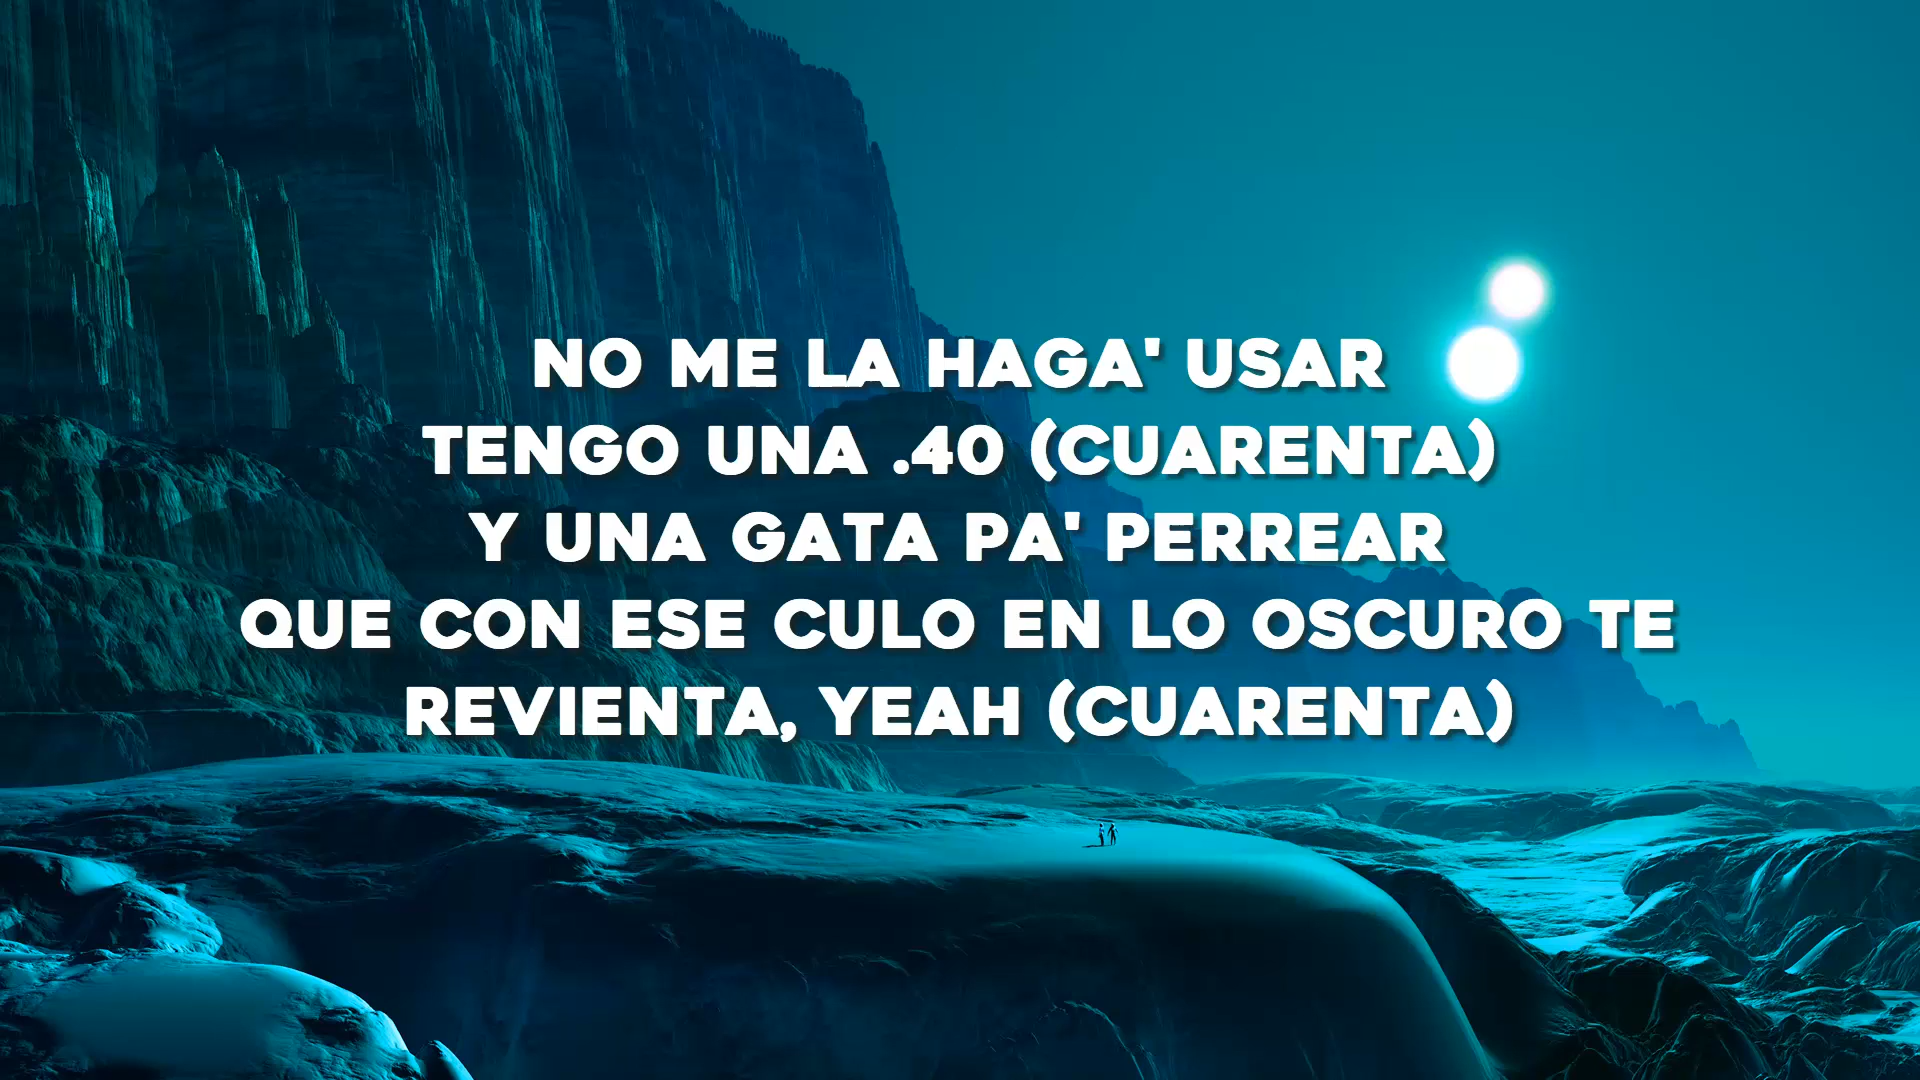 NO ME LA HAGA' USAR
TENGO UNA .40 (CUARENTA)
Y UNA GATA PA' PERREAR
QUE CON ESE CULO EN LO OSCURO TE
REVIENTA, YEAH (CUARENTA)